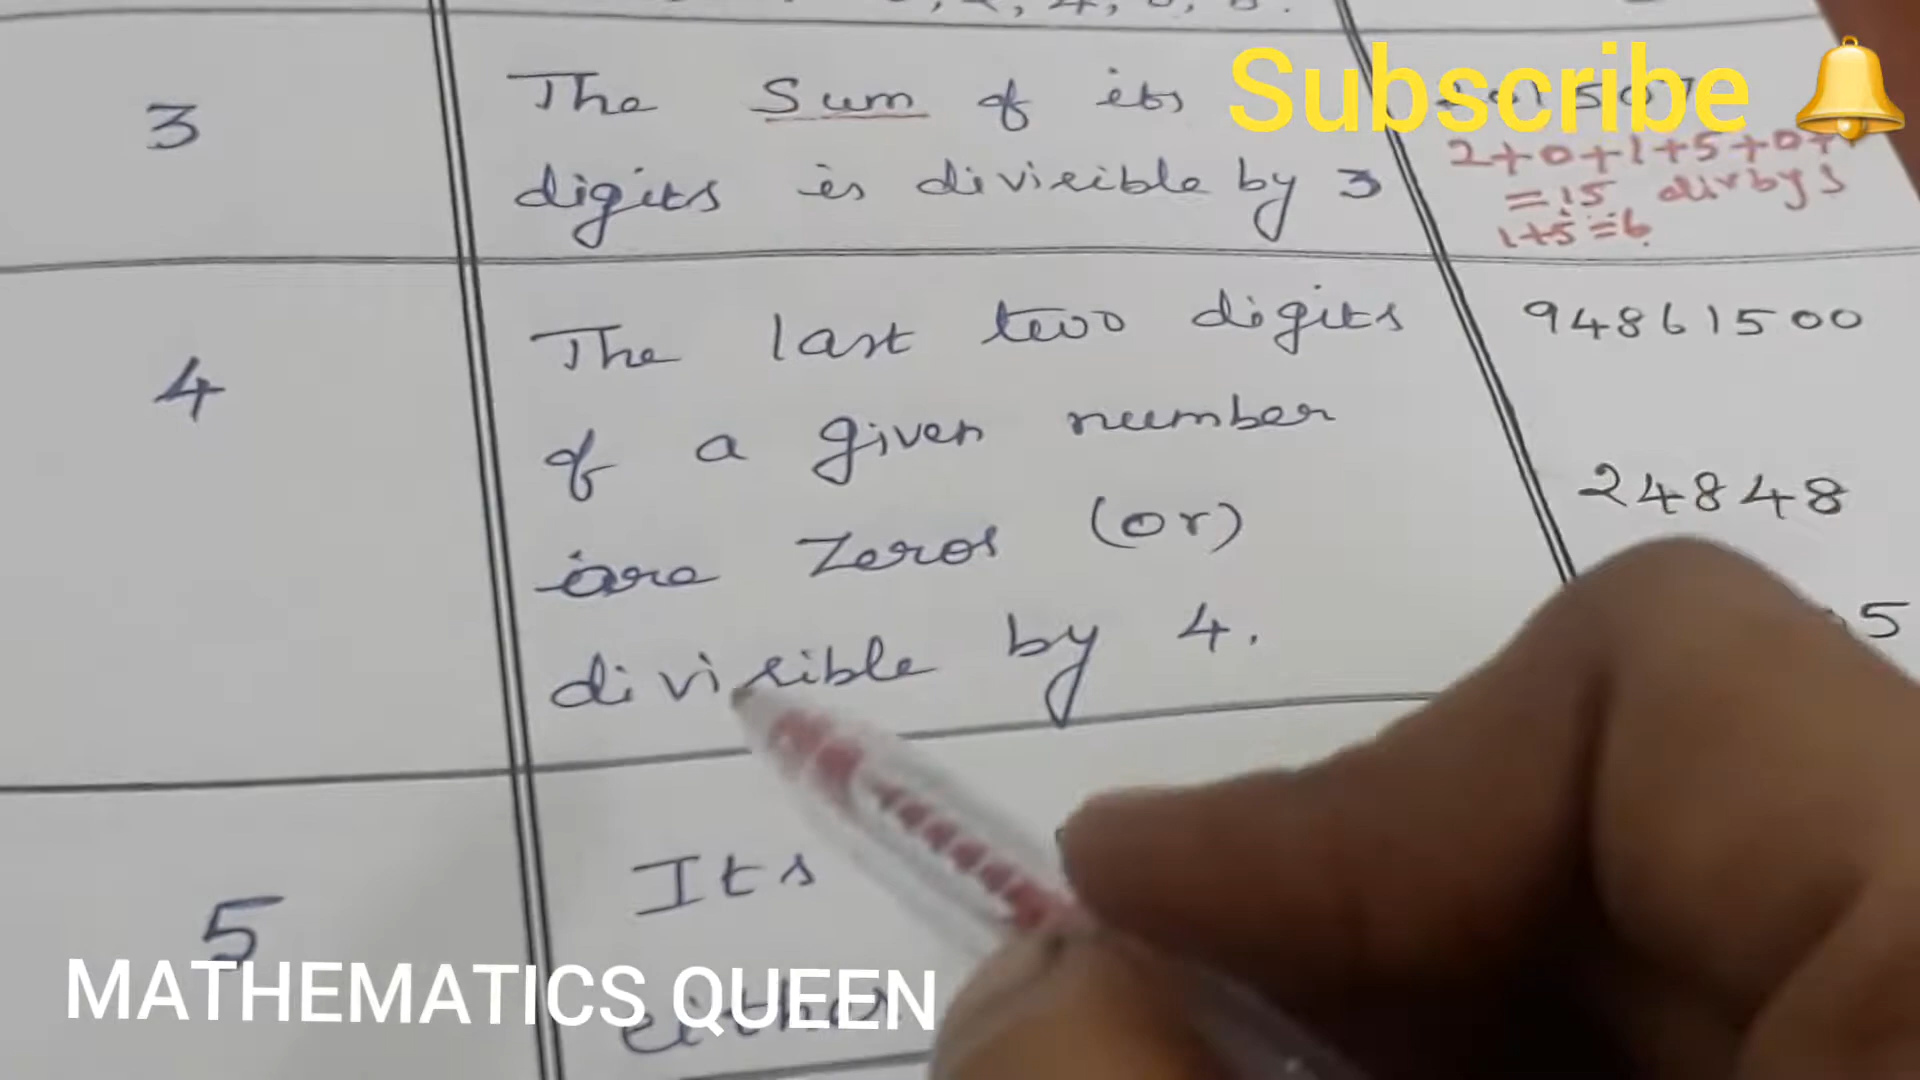 Subscribe 🔔
3
The Sum of its
digits is divisible by 3
2+0+1+5+0+
=15 div by 3
1+5=6
4
The last two digits
of a given number
are Zeros (or)
divisible by 4.
94861500
24848
5
5
Its
either
MATHEMATICS QUEEN